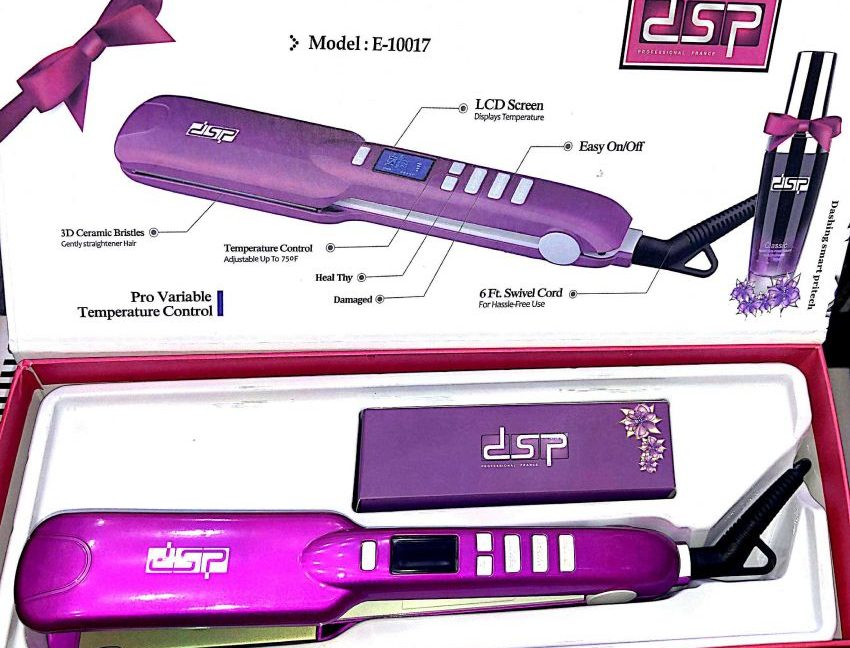 Model : E-10017
dsp
PROFESSIONAL FRANCE
dsp
LCD Screen
Displays Temperature
Easy On/Off
dsp
Classic
3D Ceramic Bristles
Gently straightener Hair
Temperature Control
Adjustable Up To 750F
Heal Thy
Damaged
6 Ft. Swivel Cord
For Hassle-Free Use
Pro Variable
Temperature Control
Dashing smart pritech
dsp
PROFESSIONAL FRANCE
dsp